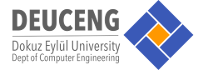 DEUCENG
Dokuz Eylül University
Dept of Computer Engineering